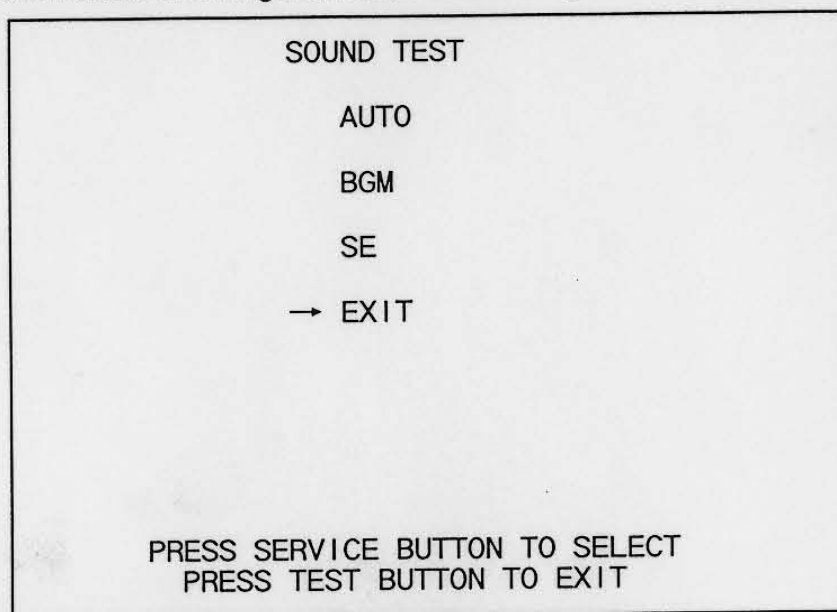 SOUND TEST
AUTO
BGM
SE
→ EXIT
PRESS SERVICE BUTTON TO SELECT
PRESS TEST BUTTON TO EXIT